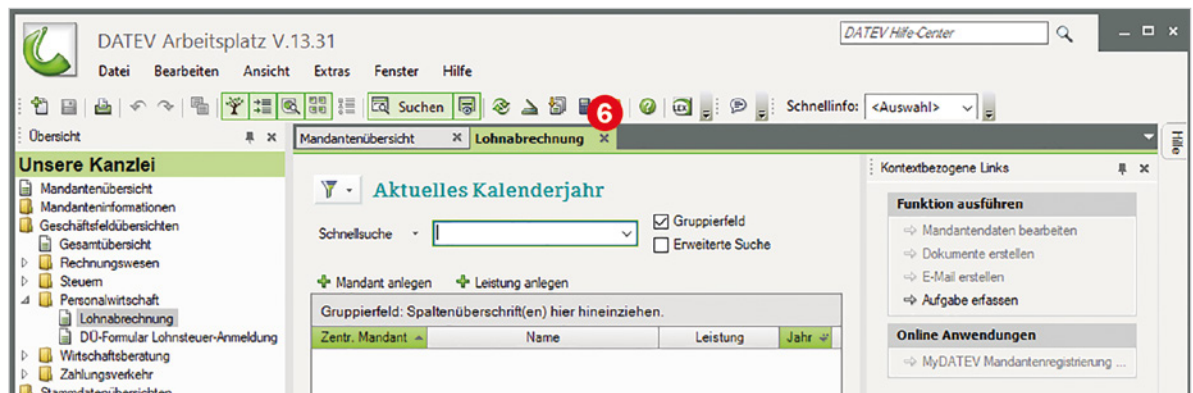 DATEV Arbeitsplatz V.13.31
DATEV Hilfe-Center
Datei Bearbeiten Ansicht Extras Fenster Hilfe
Suchen
6
Schnellinfo: <Auswahl>
Übersicht
Mandantenübersicht
Lohnabrechnung
Hilfe
Unsere Kanzlei
Mandantenübersicht
Mandanteninformationen
Geschäftsfeldübersichten
Gesamtübersicht
Rechnungswesen
Steuern
Personalwirtschaft
Lohnabrechnung
DÜ-Formular Lohnsteuer-Anmeldung
Wirtschaftsberatung
Zahlungsverkehr
Stammdatenübersichten
Aktuelles Kalenderjahr
Schnellsuche
Gruppierfeld
Erweiterte Suche
Mandant anlegen Leistung anlegen
Gruppierfeld: Spaltenüberschrift(en) hier hineinziehen.
Zentr. Mandant Name Leistung Jahr
Kontextbezogene Links
Funktion ausführen
Mandantendaten bearbeiten
Dokumente erstellen
E-Mail erstellen
Aufgabe erfassen
Online Anwendungen
MyDATEV Mandantenregistrierung ...